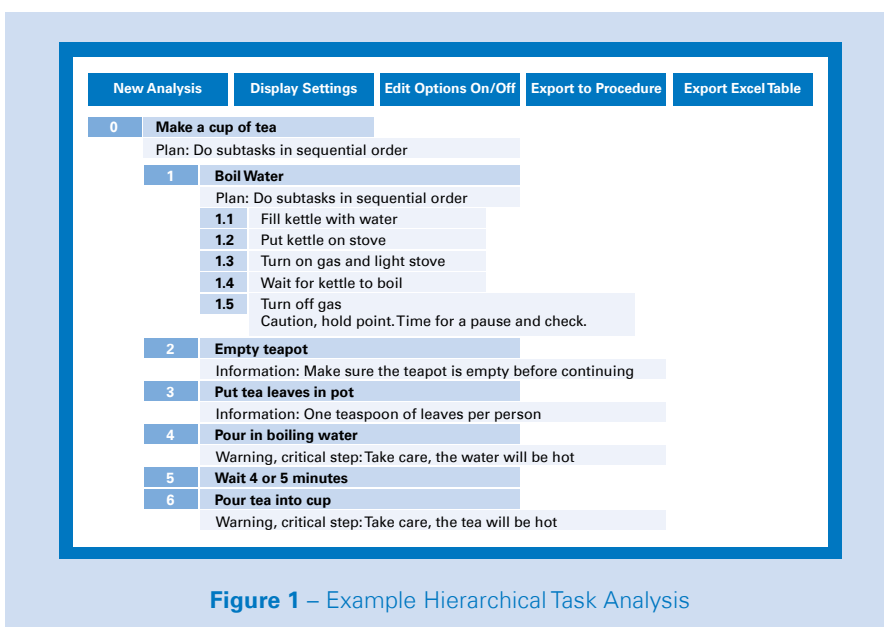 New Analysis Display Settings Edit Options On/Off Export to Procedure Export Excel Table
0 Make a cup of tea
Plan: Do subtasks in sequential order
1 Boil Water
Plan: Do subtasks in sequential order
1.1 Fill kettle with water
1.2 Put kettle on stove
1.3 Turn on gas and light stove
1.4 Wait for kettle to boil
1.5 Turn off gas
Caution, hold point. Time for a pause and check.
2 Empty teapot
Information: Make sure the teapot is empty before continuing
3 Put tea leaves in pot
Information: One teaspoon of leaves per person
4 Pour in boiling water
Warning, critical step: Take care, the water will be hot
5 Wait 4 or 5 minutes
6 Pour tea into cup
Warning, critical step: Take care, the tea will be hot
Figure 1 – Example Hierarchical Task Analysis